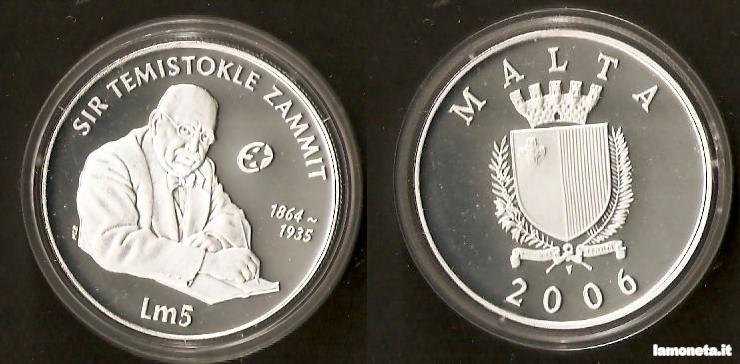 SIR TEMISTOKLE ZAMMIT
1864~
1935
Lm5
MALTA
2006
lamoneta.it